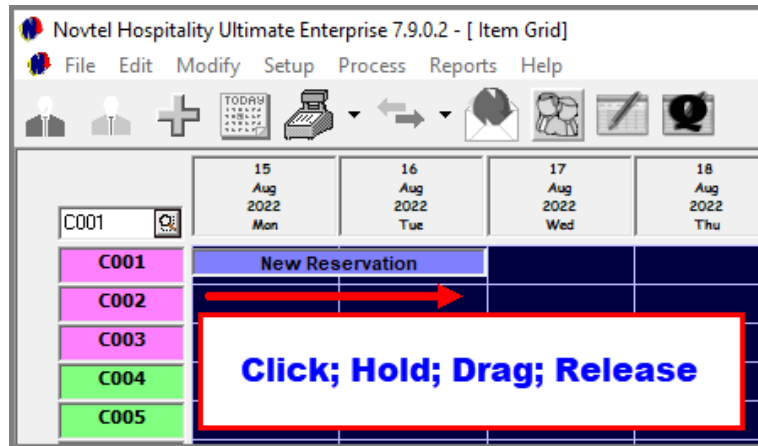 Novtel Hospitality Ultimate Enterprise 7.9.0.2 - [ Item Grid]
File Edit Modify Setup Process Reports Help
TODAY
Q
15 16 17 18
Aug Aug Aug Aug
2022 2022 2022 2022
Mon Tue Wed Thu
C001
C001 New Reservation
C002
C003
Click; Hold; Drag; Release
C004
C005